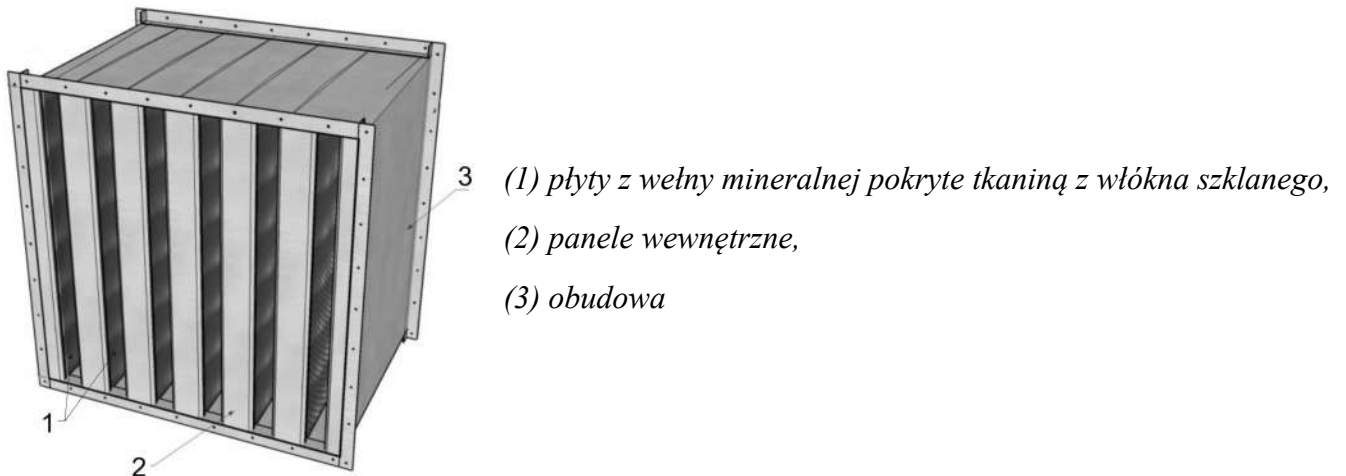 3
(1) płyty z wełny mineralnej pokryte tkaniną z włókna szklanego,
(2) panele wewnętrzne,
(3) obudowa
1
2